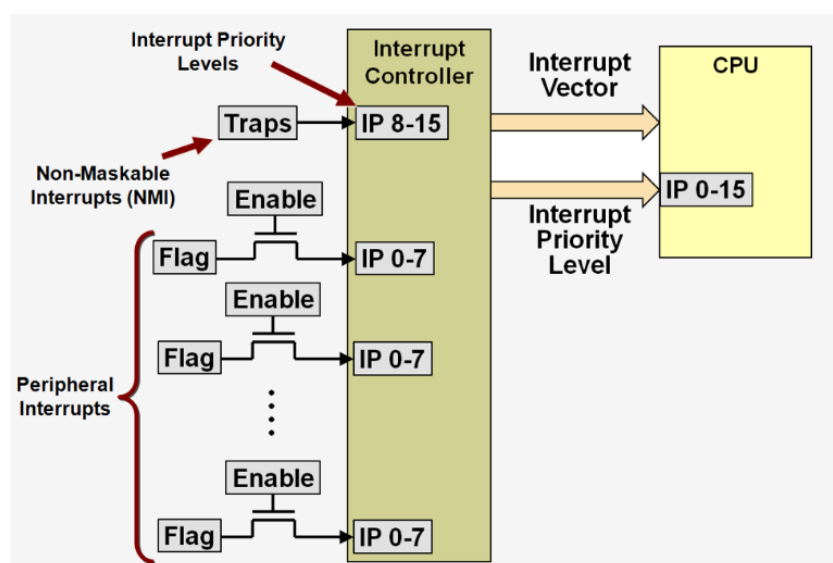 Interrupt Priority
Levels
Interrupt
Controller
Interrupt
Vector
CPU
Traps
IP 8-15
Non-Maskable
Interrupts (NMI)
Enable
IP 0-15
Interrupt
Priority
Level
Flag
IP 0-7
Enable
Flag
IP 0-7
Peripheral
Interrupts
Enable
Flag
IP 0-7